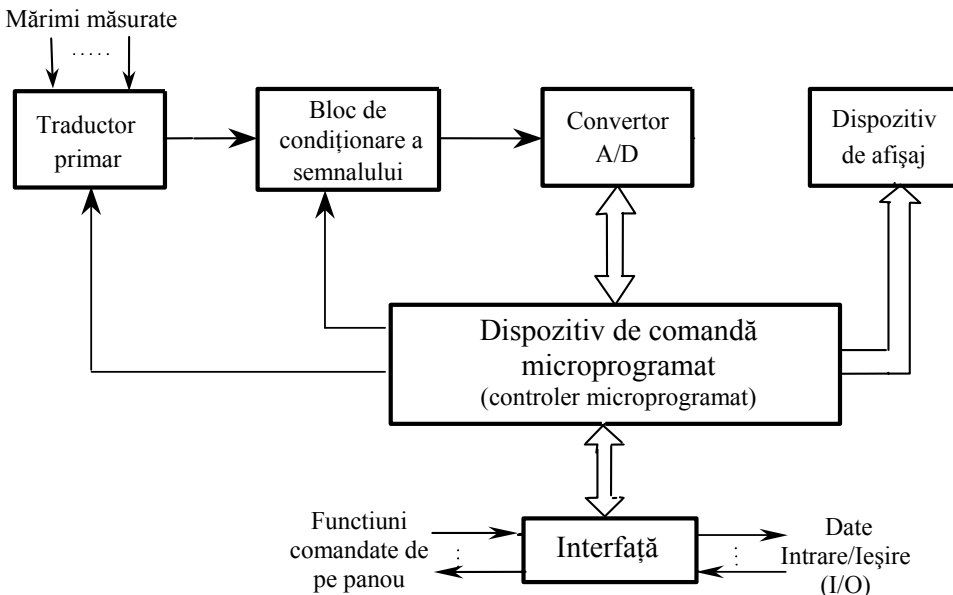 Mărimi măsurate
Traductor
primar
Bloc de
condiționare a
semnalului
Convertor
A/D
Dispozitiv
de afişaj
Dispozitiv de comandă
microprogramat
(controler microprogramat)
Functiuni
comandate de
pe panou
Interfață
Date
Intrare/Ieşire
(I/O)